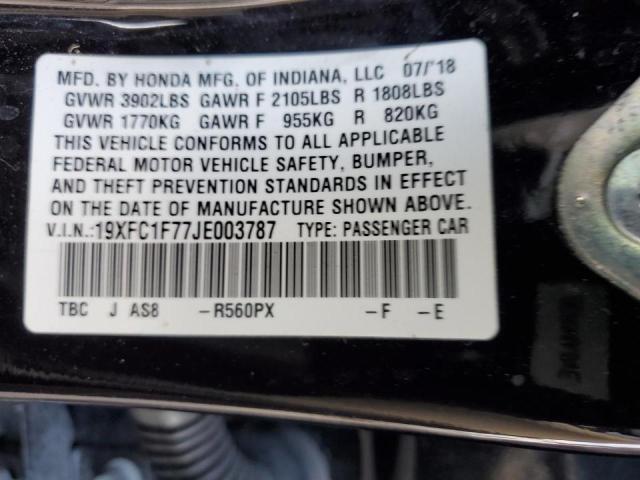 MFD. BY HONDA MFG. OF INDIANA, LLC 07/'18
GVWR 3902LBS GAWR F 2105LBS R 1808LBS
GVWR 1770KG GAWR F 955KG R 820KG
THIS VEHICLE CONFORMS TO ALL APPLICABLE
FEDERAL MOTOR VEHICLE SAFETY, BUMPER,
AND THEFT PREVENTION STANDARDS IN EFFECT
ON THE DATE OF MANUFACTURE SHOWN ABOVE.
V.I.N.:19XFC1F77JE003787 TYPE: PASSENGER CAR
TBC J AS8 –R560PX –F –E